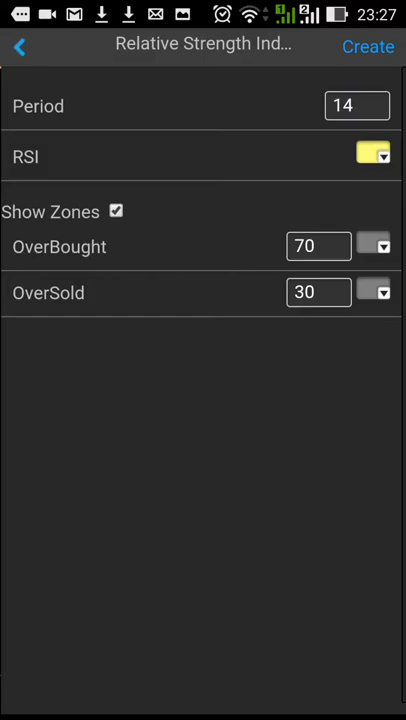 23:27
Relative Strength Ind...
Create
Period 14
RSI
Show Zones
OverBought 70
OverSold 30